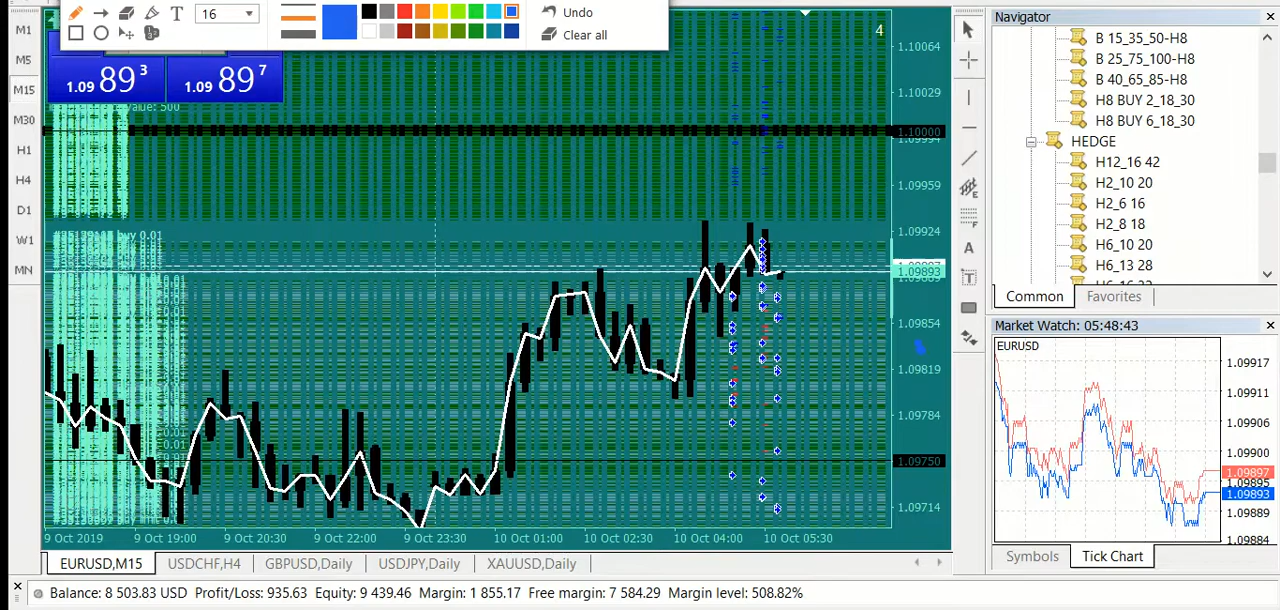 T 16
Undo
Clear all
M1
M5
M15
M30
H1
H4
D1
W1
MN
1.09 89 3
1.09 89 7
value: 500
4
buy 0.01
1.10064
1.10029
1.10000
1.09994
1.09959
1.09924
1.09893
1.09854
1.09819
1.09784
1.09750
1.09714
9 Oct 2019
9 Oct 19:00
9 Oct 20:30
9 Oct 22:00
9 Oct 23:30
10 Oct 01:00
10 Oct 02:30
10 Oct 04:00
10 Oct 05:30
EURUSD,M15
USDCHF,H4
GBPUSD,Daily
USDJPY,Daily
XAUUSD,Daily
Navigator
B 15_35_50-H8
B 25_75_100-H8
B 40_65_85-H8
H8 BUY 2_18_30
H8 BUY 6_18_30
HEDGE
H12_16 42
H2_10 20
H2_6 16
H2_8 18
H6_10 20
H6_13 28
Common
Favorites
Market Watch: 05:48:43
EURUSD
1.09917
1.09911
1.09906
1.09900
1.09897
1.09895
1.09893
1.09889
1.09884
Symbols
Tick Chart
Balance: 8 503.83 USD Profit/Loss: 935.63 Equity: 9 439.46 Margin: 1 855.17 Free margin: 7 584.29 Margin level: 508.82%